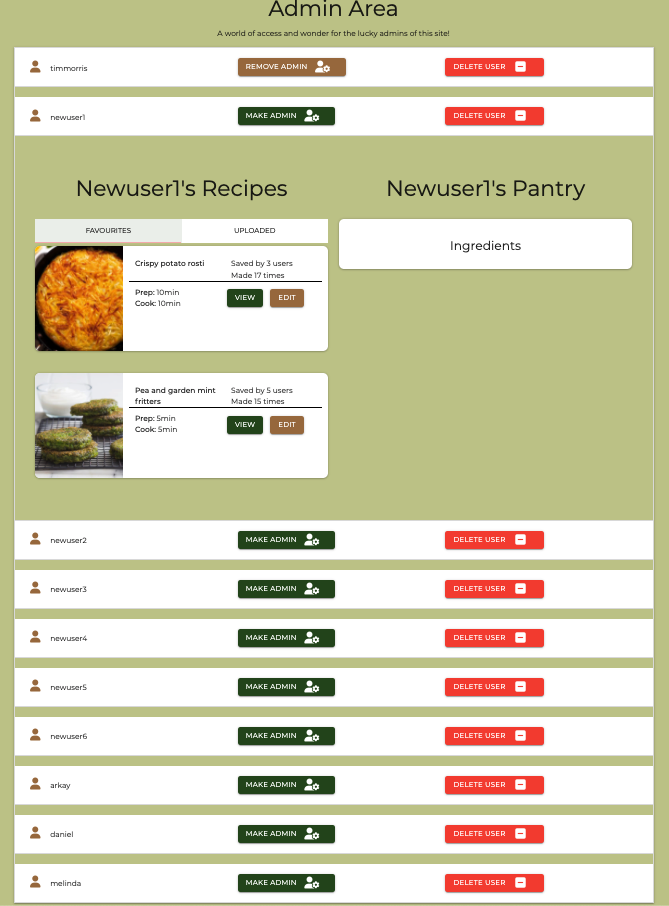 Admin Area
A world of access and wonder for the lucky admins of this site!
timmorris REMOVE ADMIN DELETE USER
newuser1 MAKE ADMIN DELETE USER
Newuser1's Recipes
FAVOURITES UPLOADED
Crispy potato rosti
Saved by 3 users
Made 17 times
Prep: 10min
Cook: 10min
VIEW EDIT
Pea and garden mint
fritters
Saved by 5 users
Made 15 times
Prep: 5min
Cook: 5min
VIEW EDIT
Newuser1's Pantry
Ingredients
newuser2 MAKE ADMIN DELETE USER
newuser3 MAKE ADMIN DELETE USER
newuser4 MAKE ADMIN DELETE USER
newuser5 MAKE ADMIN DELETE USER
newuser6 MAKE ADMIN DELETE USER
arkay MAKE ADMIN DELETE USER
daniel MAKE ADMIN DELETE USER
melinda MAKE ADMIN DELETE USER